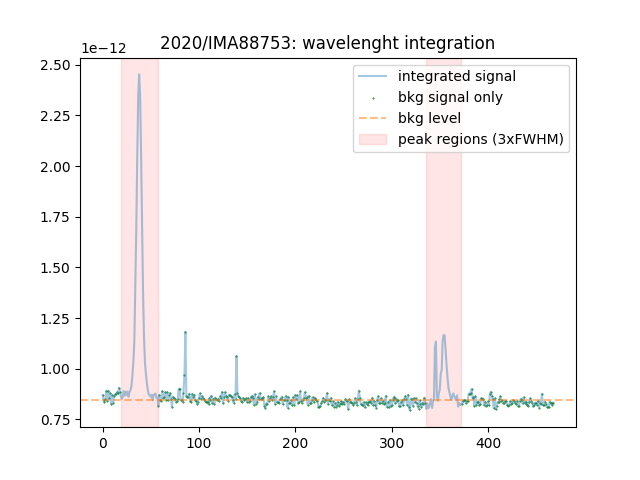 2020/IMA88753: wavelenght integration
1e−12
integrated signal
bkg signal only
bkg level
peak regions (3xFWHM)
2.50
2.25
2.00
1.75
1.50
1.25
1.00
0.75
0
100
200
300
400